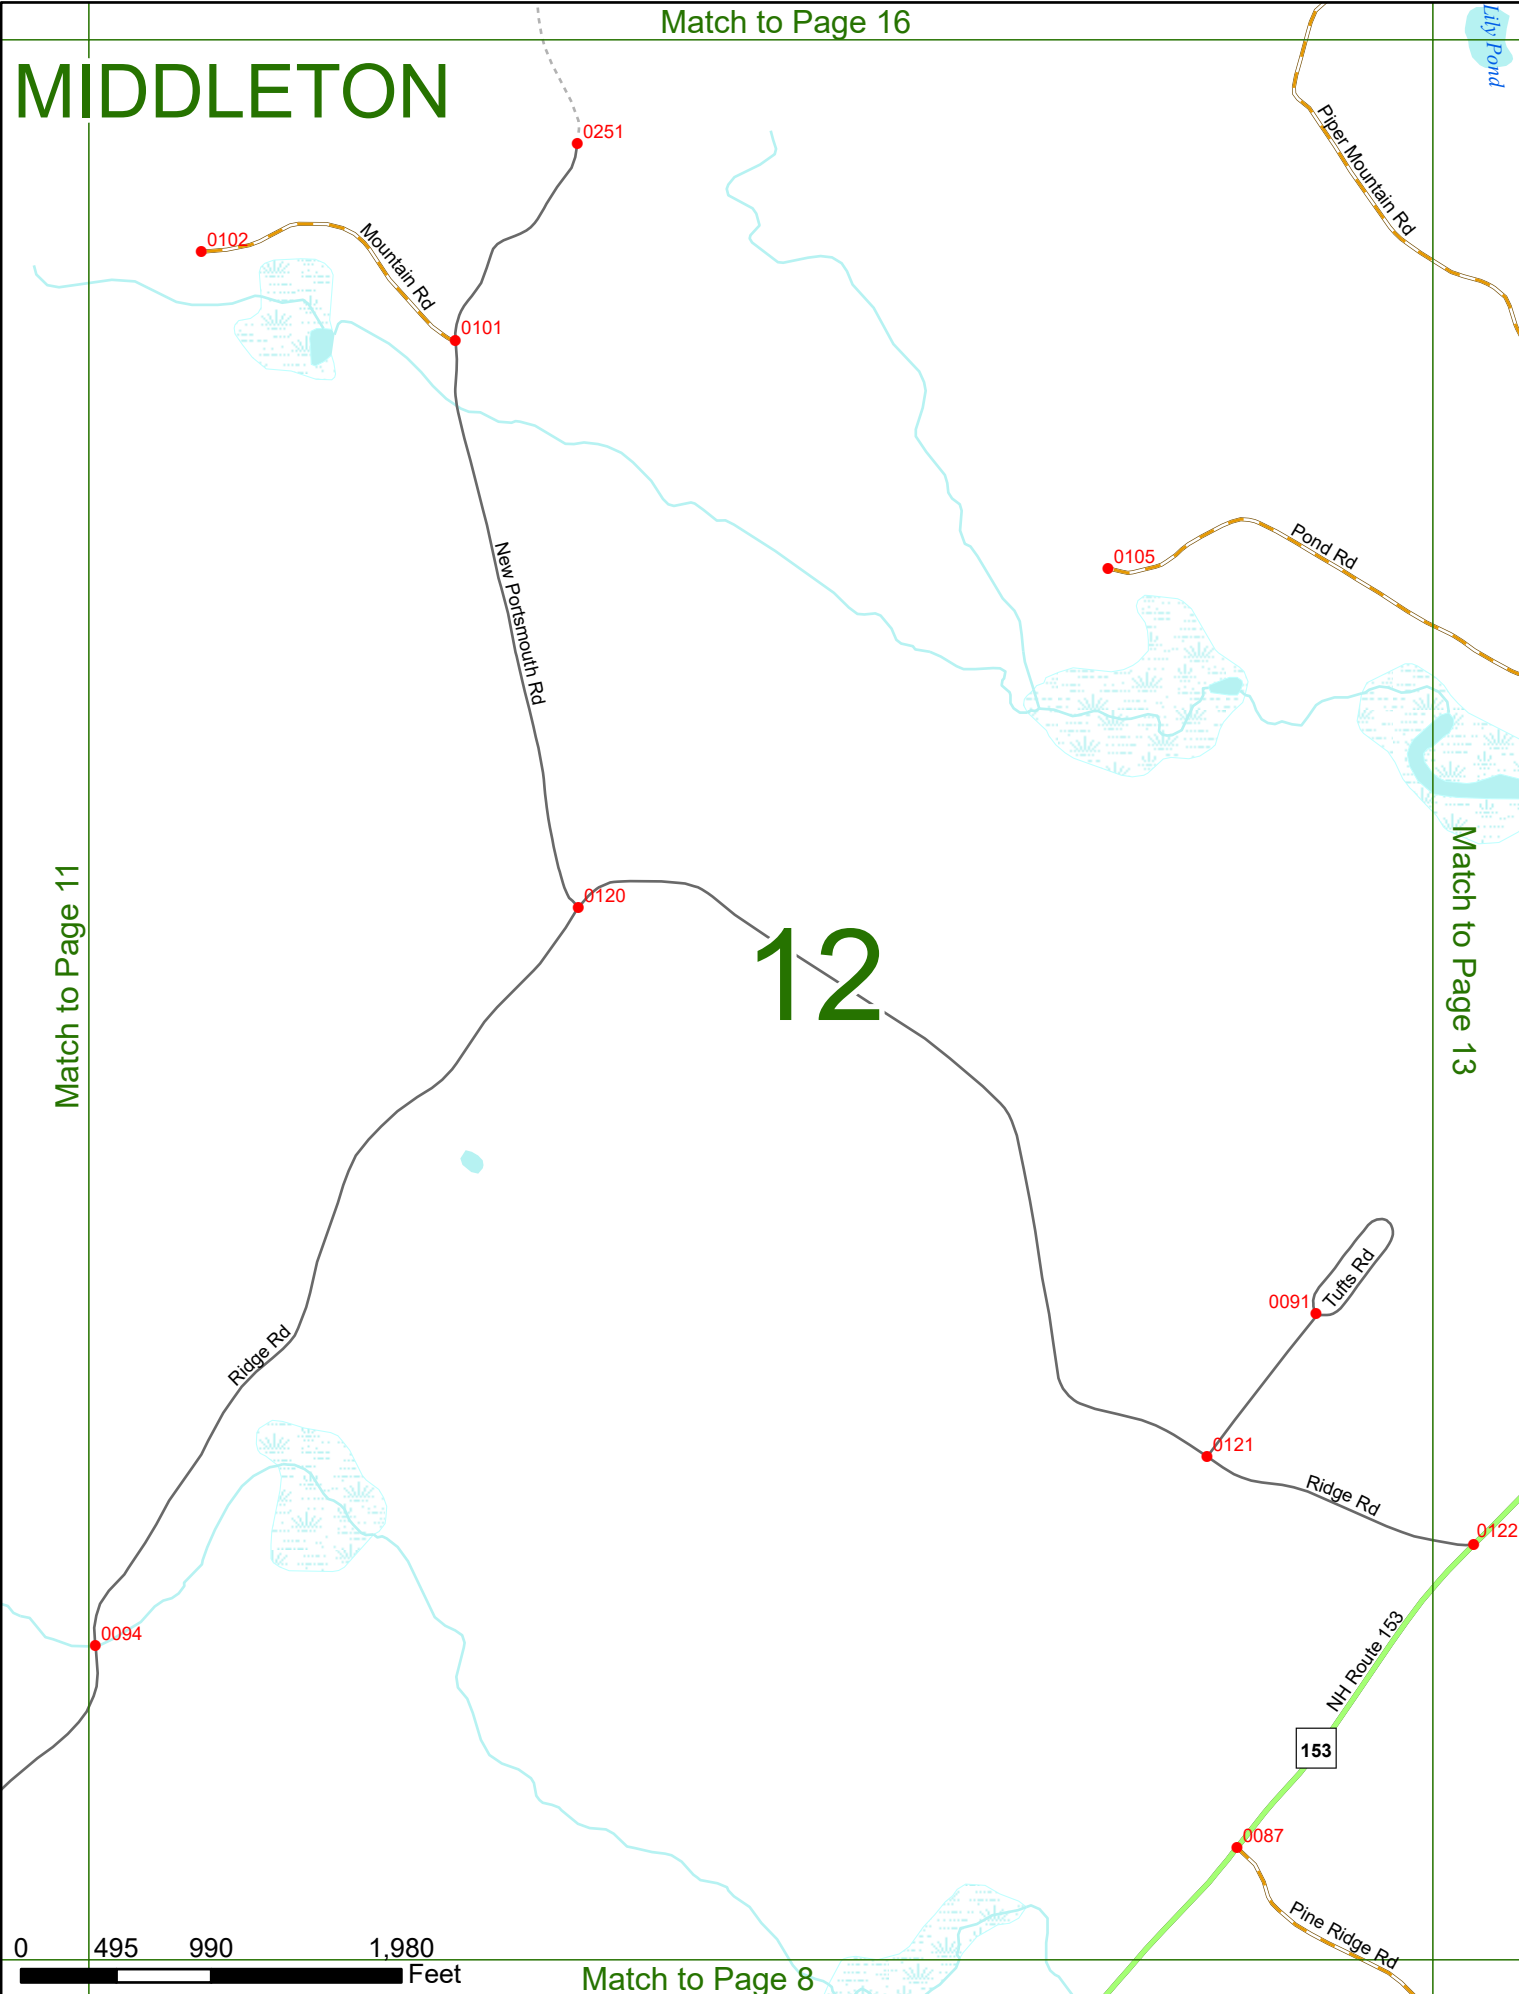 Match to Page 16
Lily Pond
MIDDLETON
Piper Mountain Rd
0251
0102
Mountain Rd
0101
New Portsmouth Rd
0105
Pond Rd
Match to Page 11
0120
12
Match to Page 13
Tufts Rd
0091
Ridge Rd
0121
Ridge Rd
0122
0094
NH Route 153
153
0087
Pine Ridge Rd
0 495 990 1,980
Feet
Match to Page 8